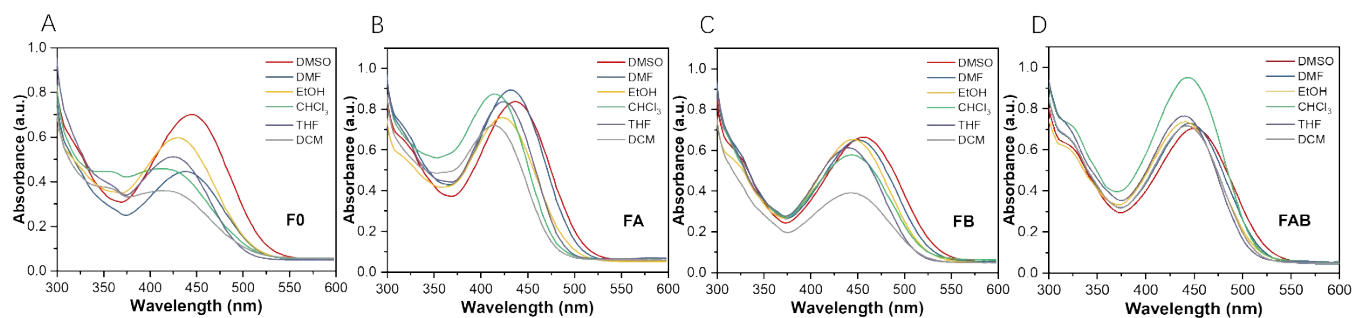 A
B
C
D
Absorbance (a.u.)
1.0
0.8
0.6
0.4
0.2
0.0
300 350 400 450 500 550 600
Wavelength (nm)
DMSO
DMF
EtOH
CHCl₃
THF
DCM
F0
Absorbance (a.u.)
1.0
0.8
0.6
0.4
0.2
0.0
300 350 400 450 500 550 600
Wavelength (nm)
DMSO
DMF
EtOH
CHCl₃
THF
DCM
FA
Absorbance (a.u.)
1.0
0.8
0.6
0.4
0.2
0.0
300 350 400 450 500 550 600
Wavelength (nm)
DMSO
DMF
EtOH
CHCl₃
THF
DCM
FB
Absorbance (a.u.)
1.0
0.8
0.6
0.4
0.2
0.0
300 350 400 450 500 550 600
Wavelength (nm)
DMSO
DMF
EtOH
CHCl₃
THF
DCM
FAB